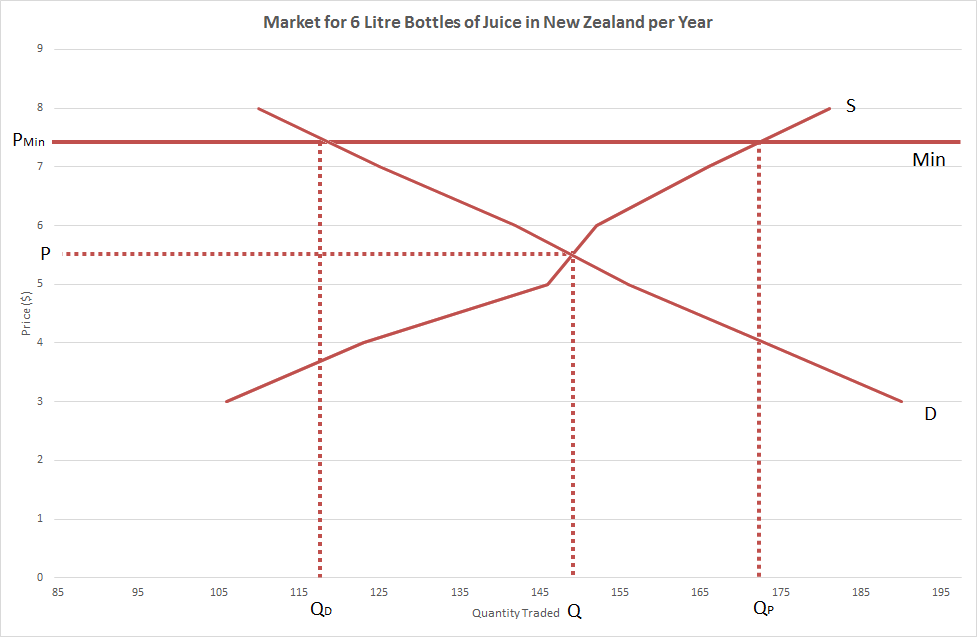 Market for 6 Litre Bottles of Juice in New Zealand per Year
9
8
S
PMin
Min
7
6
P
5
Price ($)
4
3
D
2
1
0
85 95 105 115 125 135 145 155 165 175 185 195
QD Quantity Traded Q QP